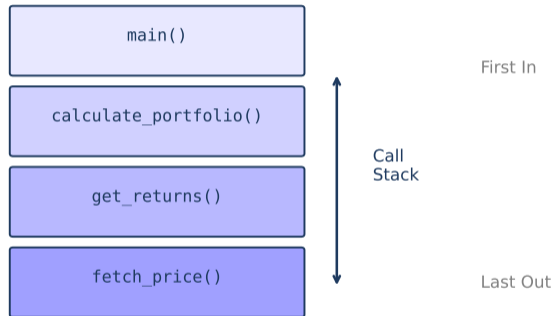 main()
First In
calculate_portfolio()
Call
Stack
get_returns()
fetch_price()
Last Out